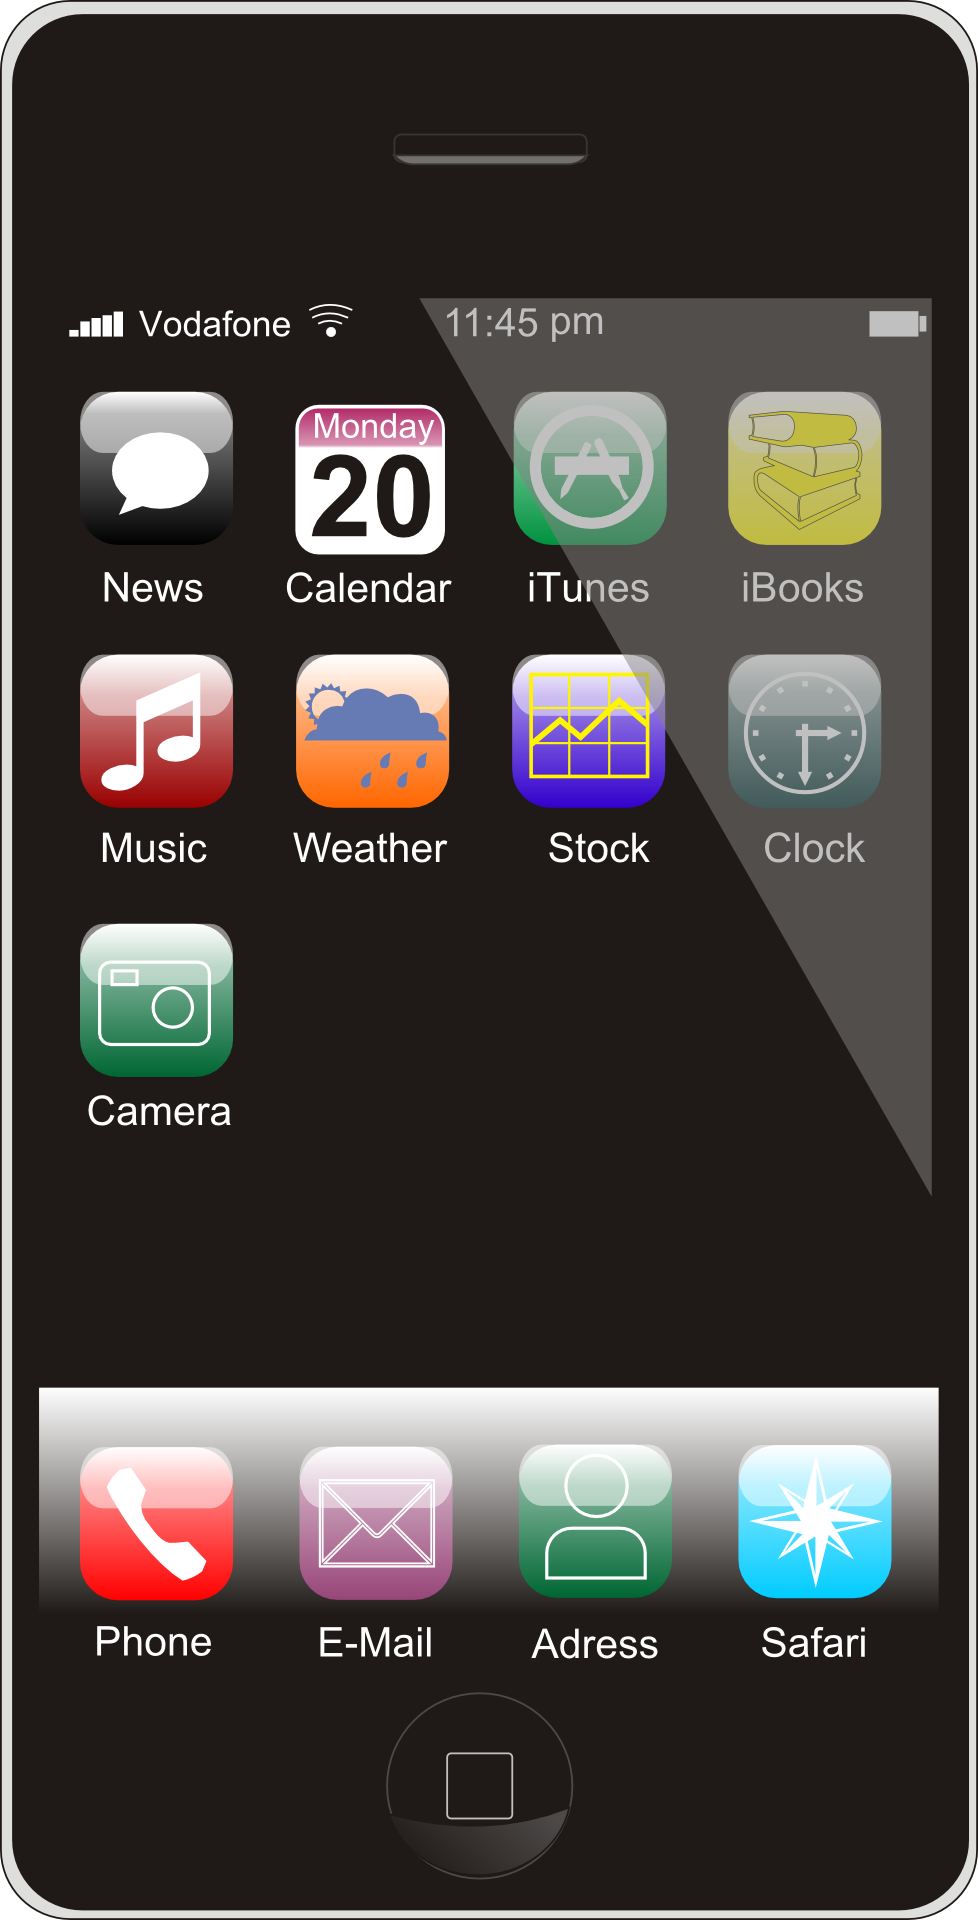 Vodafone 11:45 pm
Monday
20
News Calendar iTunes iBooks
Music Weather Stock Clock
Camera
Phone E-Mail Adress Safari